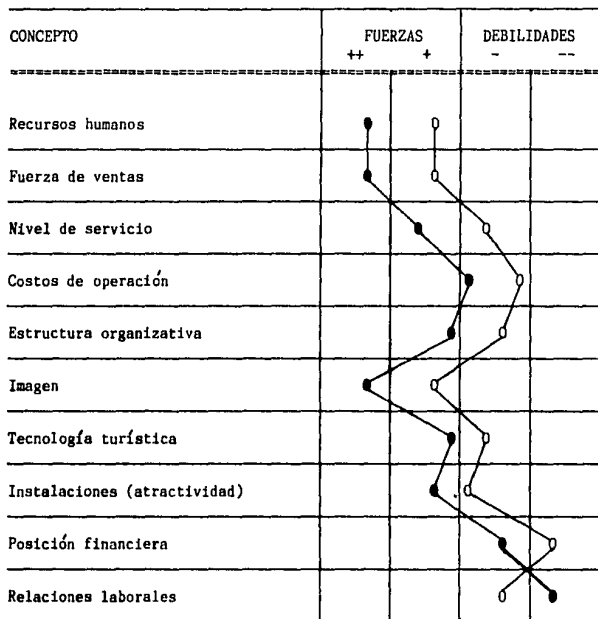 CONCEPTO FUERZAS DEBILIDADES
++ + - --
Recursos humanos
Fuerza de ventas
Nivel de servicio
Costos de operación
Estructura organizativa
Imagen
Tecnología turística
Instalaciones (atractividad)
Posición financiera
Relaciones laborales